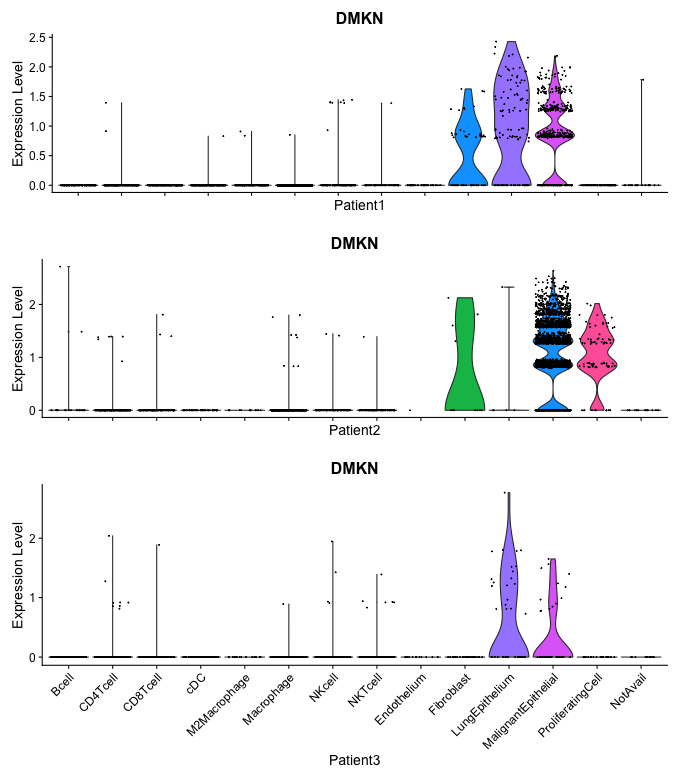 DMKN
Expression Level
2.5
2.0
1.5
1.0
0.5
0.0
Patient1
DMKN
Expression Level
2
1
0
Patient2
DMKN
Expression Level
2
1
0
Bcell
CD4Tcell
CD8Tcell
cDC
M2Macrophage
Macrophage
NKcell
NKTcell
Endothelium
Fibroblast
LungEpithelium
MalignantEpithelial
ProliferatingCell
NotAvail
Patient3